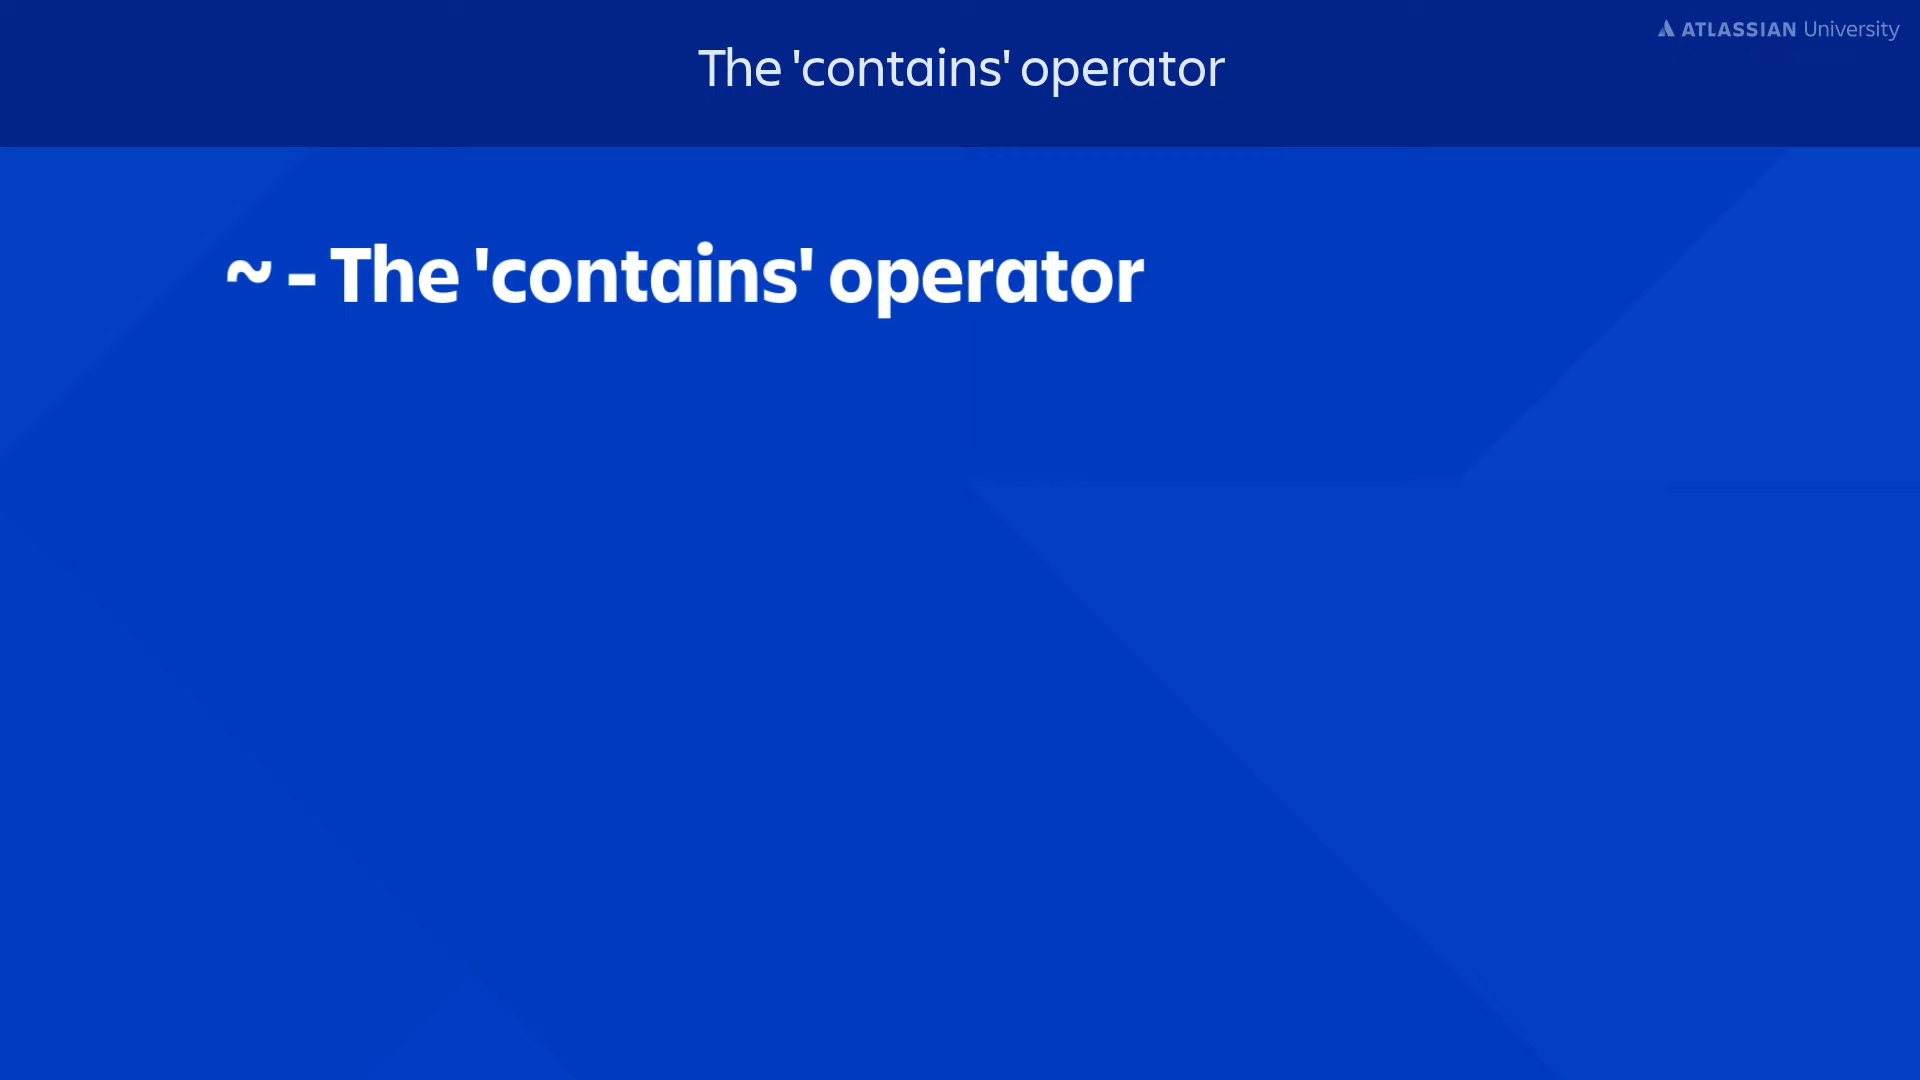 ATLASSIAN University
The 'contains' operator
~ - The 'contains' operator